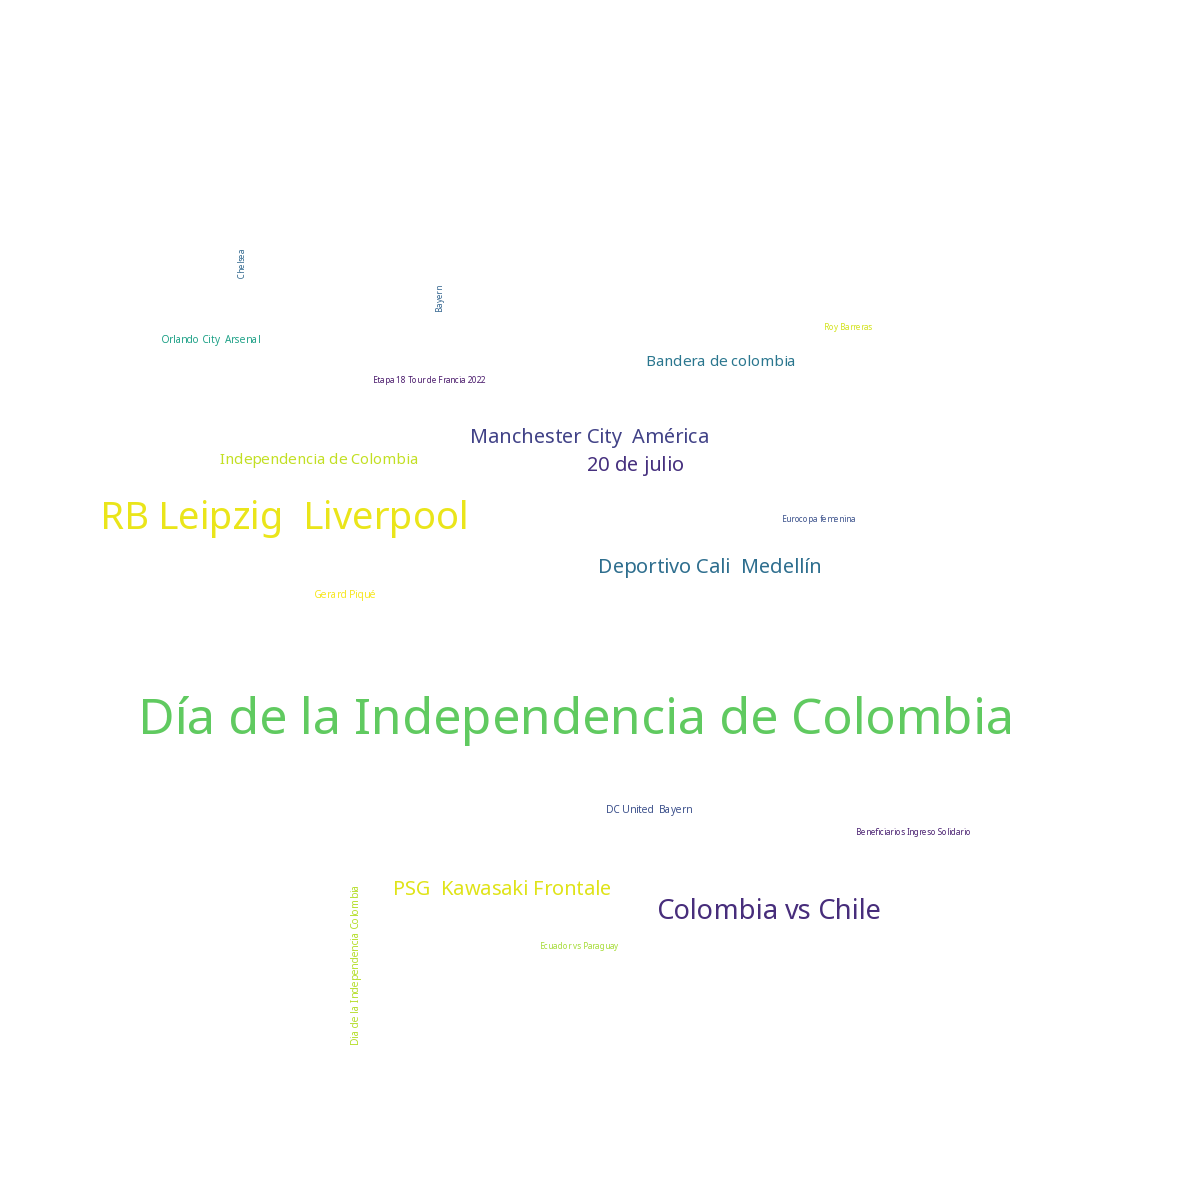 Chelsea
Bayern
Roy Barreras
Orlando City Arsenal
Bandera de colombia
Etapa 18 Tour de Francia 2022
Manchester City América
Independencia de Colombia
20 de julio
RB Leipzig Liverpool
Eurocopa femenina
Deportivo Cali Medellín
Gerard Piqué
Día de la Independencia de Colombia
DC United Bayern
Beneficiarios Ingreso Solidario
PSG Kawasaki Frontale
Colombia vs Chile
Ecuador vs Paraguay
Dia de la Independencia Colombia